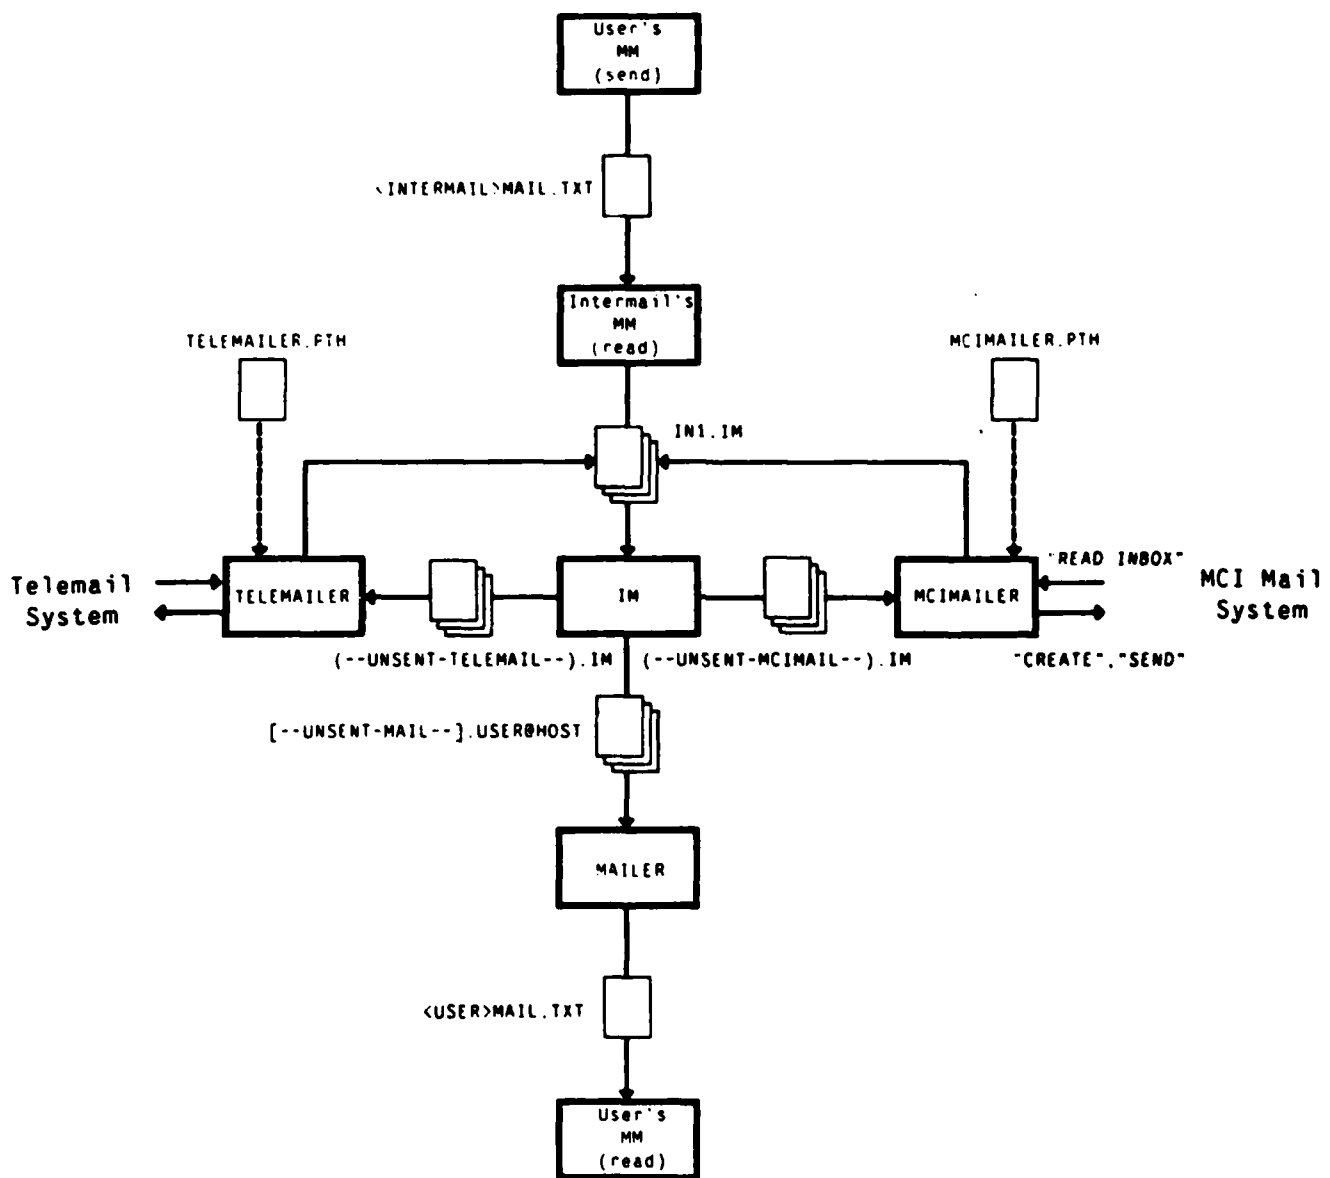 User's
MM
(send)
<INTERMAIL>MAIL.TXT
Intermail's
MM
(read)
TELEMAILER.PTH
MCIMAILER.PTH
IN1.IM
Telemail
System
TELEMAILER
IM
MCIMAILER
"READ INBOX"
MCI Mail
System
(--UNSENT-TELEMAIL--).IM
(--UNSENT-MCIMAIL--).IM
"CREATE","SEND"
[--UNSENT-MAIL--].USER@HOST
MAILER
<USER>MAIL.TXT
User's
MM
(read)